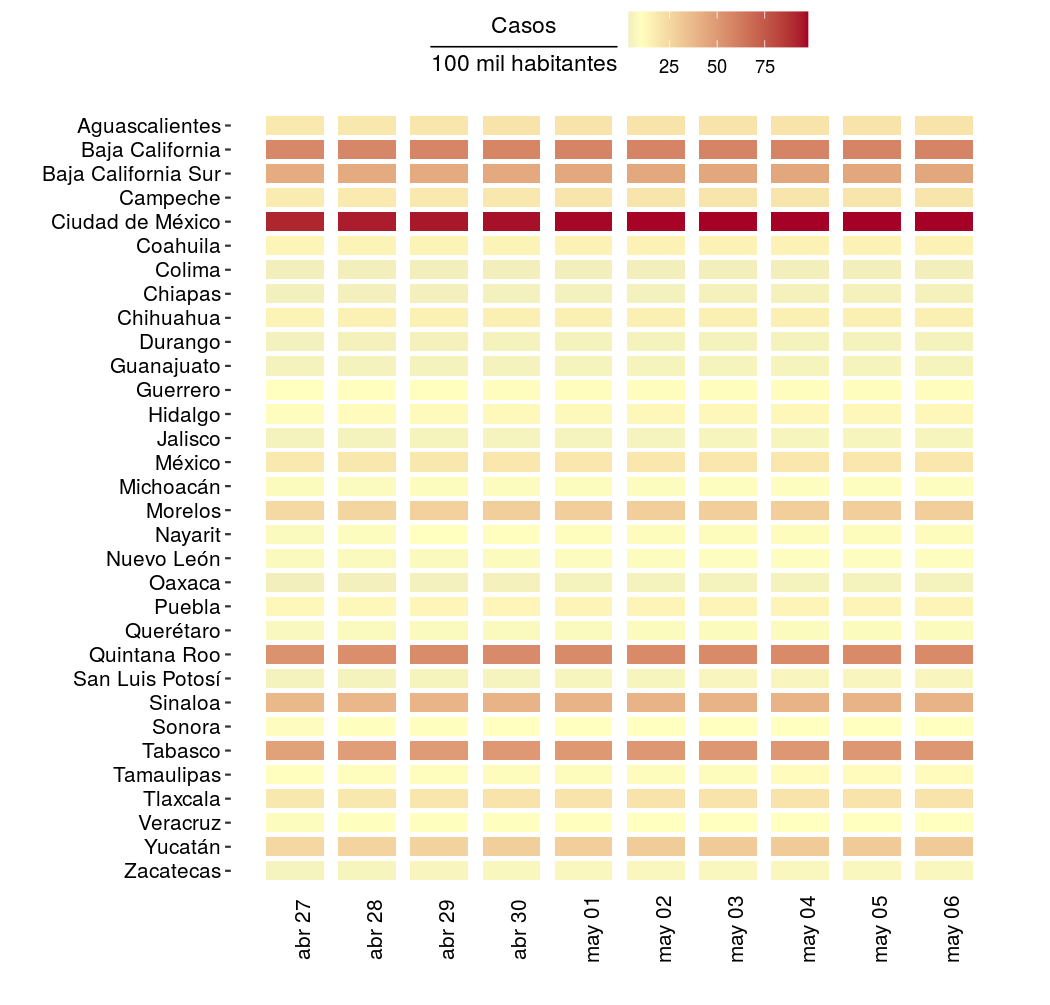 Casos
100 mil habitantes
25 50 75
Aguascalientes
Baja California
Baja California Sur
Campeche
Ciudad de México
Coahuila
Colima
Chiapas
Chihuahua
Durango
Guanajuato
Guerrero
Hidalgo
Jalisco
México
Michoacán
Morelos
Nayarit
Nuevo León
Oaxaca
Puebla
Querétaro
Quintana Roo
San Luis Potosí
Sinaloa
Sonora
Tabasco
Tamaulipas
Tlaxcala
Veracruz
Yucatán
Zacatecas
abr 27
abr 28
abr 29
abr 30
may 01
may 02
may 03
may 04
may 05
may 06